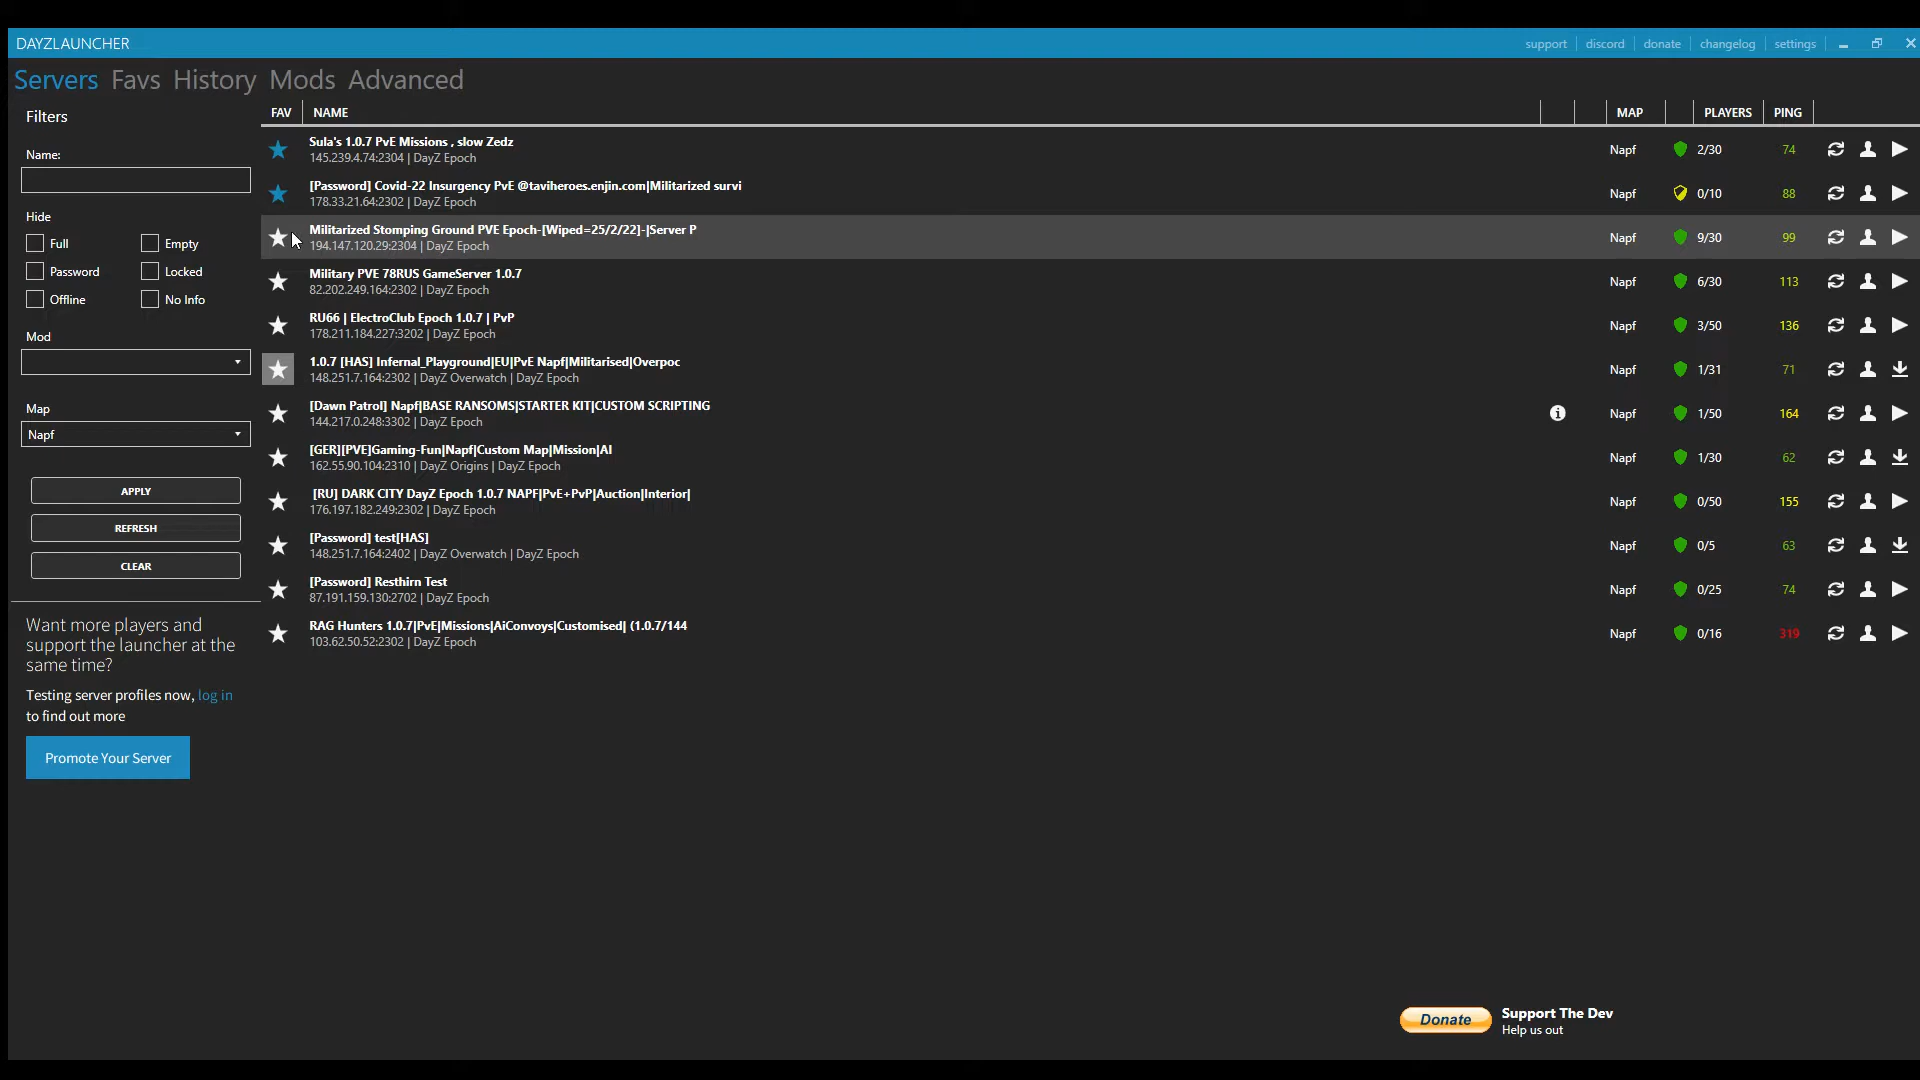 DAYZLAUNCHER
support discord donate changelog settings
Servers Favs History Mods Advanced
Filters
Name:
Hide
Full Empty
Password Locked
Offline No Info
Mod
Map
Napf
APPLY
REFRESH
CLEAR
Want more players and
support the launcher at the
same time?
Testing server profiles now, log in
to find out more
Promote Your Server
FAV NAME MAP PLAYERS PING
Sula's 1.0.7 PvE Missions , slow Zedz
145.239.4.74:2304 | DayZ Epoch
Napf 2/30 74
[Password] Covid-22 Insurgency PvE @taviheroes.enjin.com|Militarized survi
178.33.21.64:2302 | DayZ Epoch
Napf 0/10 88
Militarized Stomping Ground PVE Epoch-[Wiped=25/2/22]-|Server P
194.147.120.29:2304 | DayZ Epoch
Napf 9/30 99
Military PVE 78RUS GameServer 1.0.7
82.202.249.164:2302 | DayZ Epoch
Napf 6/30 113
RU66 | ElectroClub Epoch 1.0.7 | PvP
178.211.184.227:3202 | DayZ Epoch
Napf 3/50 136
1.0.7 [HAS] Infernal_Playground|EU|PvE Napf|Militarised|Overpoc
148.251.7.164:2302 | DayZ Overwatch | DayZ Epoch
Napf 1/31 71
[Dawn Patrol] Napf|BASE RANSOMS|STARTER KIT|CUSTOM SCRIPTING
144.217.0.248:3302 | DayZ Epoch
Napf 1/50 164
[GER][PVE]Gaming-Fun|Napf|Custom Map|Mission|AI
162.55.90.104:2310 | DayZ Origins | DayZ Epoch
Napf 1/30 62
[RU] DARK CITY DayZ Epoch 1.0.7 NAPF|PvE+PvP|Auction|Interior|
176.197.182.249:2302 | DayZ Epoch
Napf 0/50 155
[Password] test[HAS]
148.251.7.164:2402 | DayZ Overwatch | DayZ Epoch
Napf 0/5 63
[Password] Resthirn Test
87.191.159.130:2702 | DayZ Epoch
Napf 0/25 74
RAG Hunters 1.0.7|PvE|Missions|AiConvoys|Customised| (1.0.7/144
103.62.50.52:2302 | DayZ Epoch
Napf 0/16 319
Donate
Support The Dev
Help us out